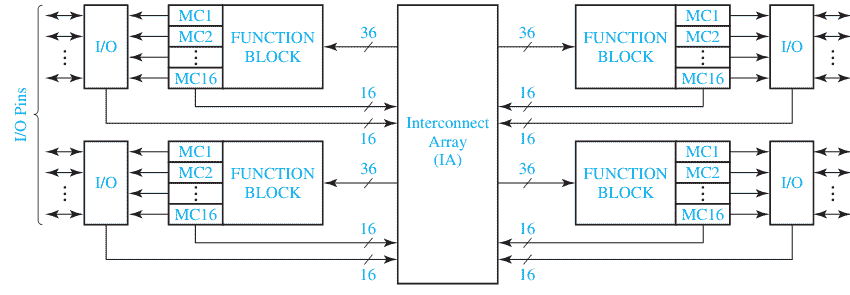 I/O Pins
I/O
MC1
MC2
MC16
FUNCTION
BLOCK
36
16
16
I/O
MC1
MC2
MC16
FUNCTION
BLOCK
36
16
16
Interconnect
Array
(IA)
36
FUNCTION
BLOCK
MC1
MC2
MC16
I/O
16
16
36
FUNCTION
BLOCK
MC1
MC2
MC16
I/O
16
16